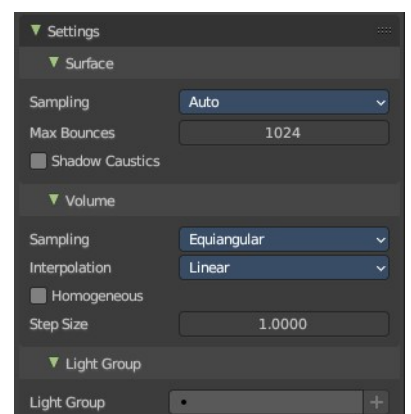 Settings
Surface
Sampling Auto
Max Bounces 1024
Shadow Caustics
Volume
Sampling Equiangular
Interpolation Linear
Homogeneous
Step Size 1.0000
Light Group
Light Group